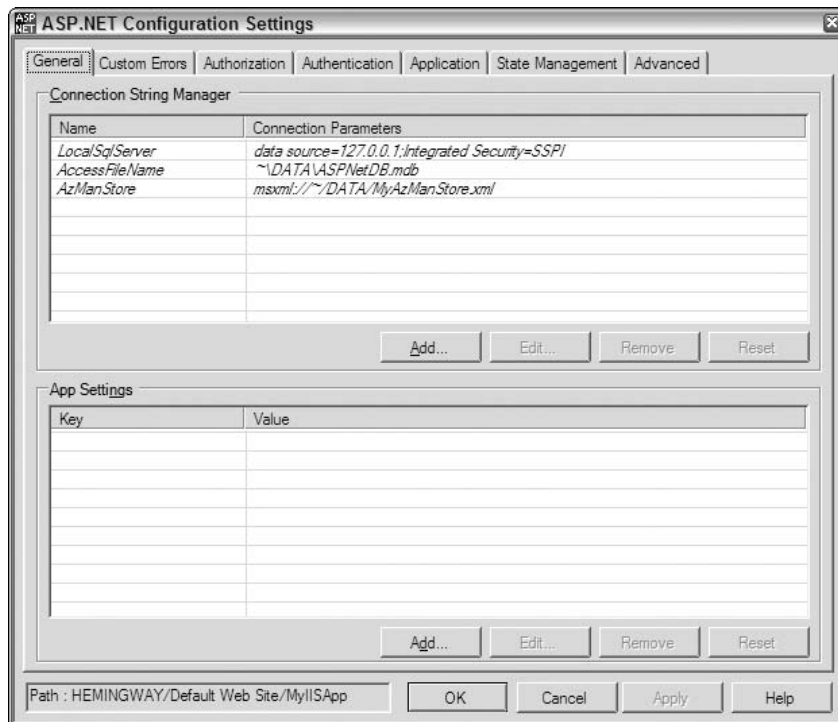 ASP NET ASP.NET Configuration Settings
General Custom Errors Authorization Authentication Application State Management Advanced
Connection String Manager
Name Connection Parameters
LocalSqlServer data source=127.0.0.1;Integrated Security=SSPI
AccessFileName ~\DATA\ASPNetDB.mdb
AzManStore msxml://~/DATA/MyAzManStore.xml
Add... Edit... Remove Reset
App Settings
Key Value
Add... Edit... Remove Reset
Path : HEMINGWAY/Default Web Site/MyIISApp OK Cancel Apply Help